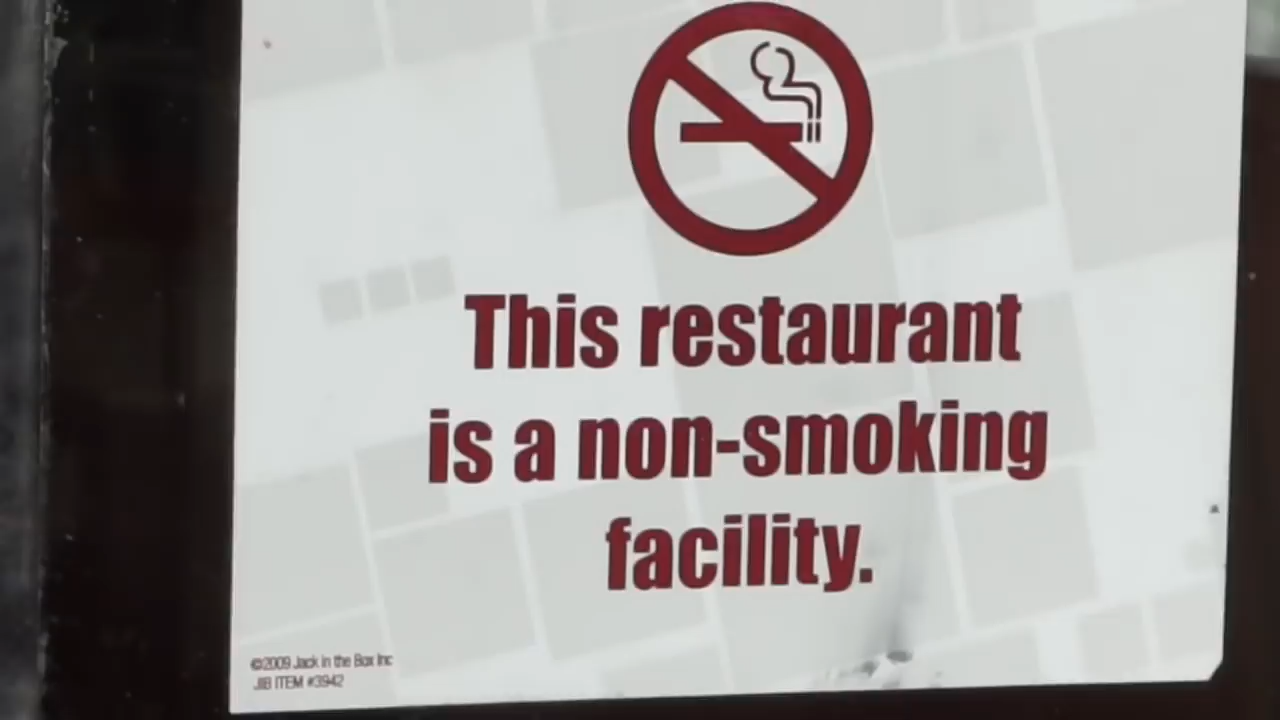 This restaurant
is a non-smoking
facility.
©2009 Jack in the Box Inc
JIB ITEM #3942